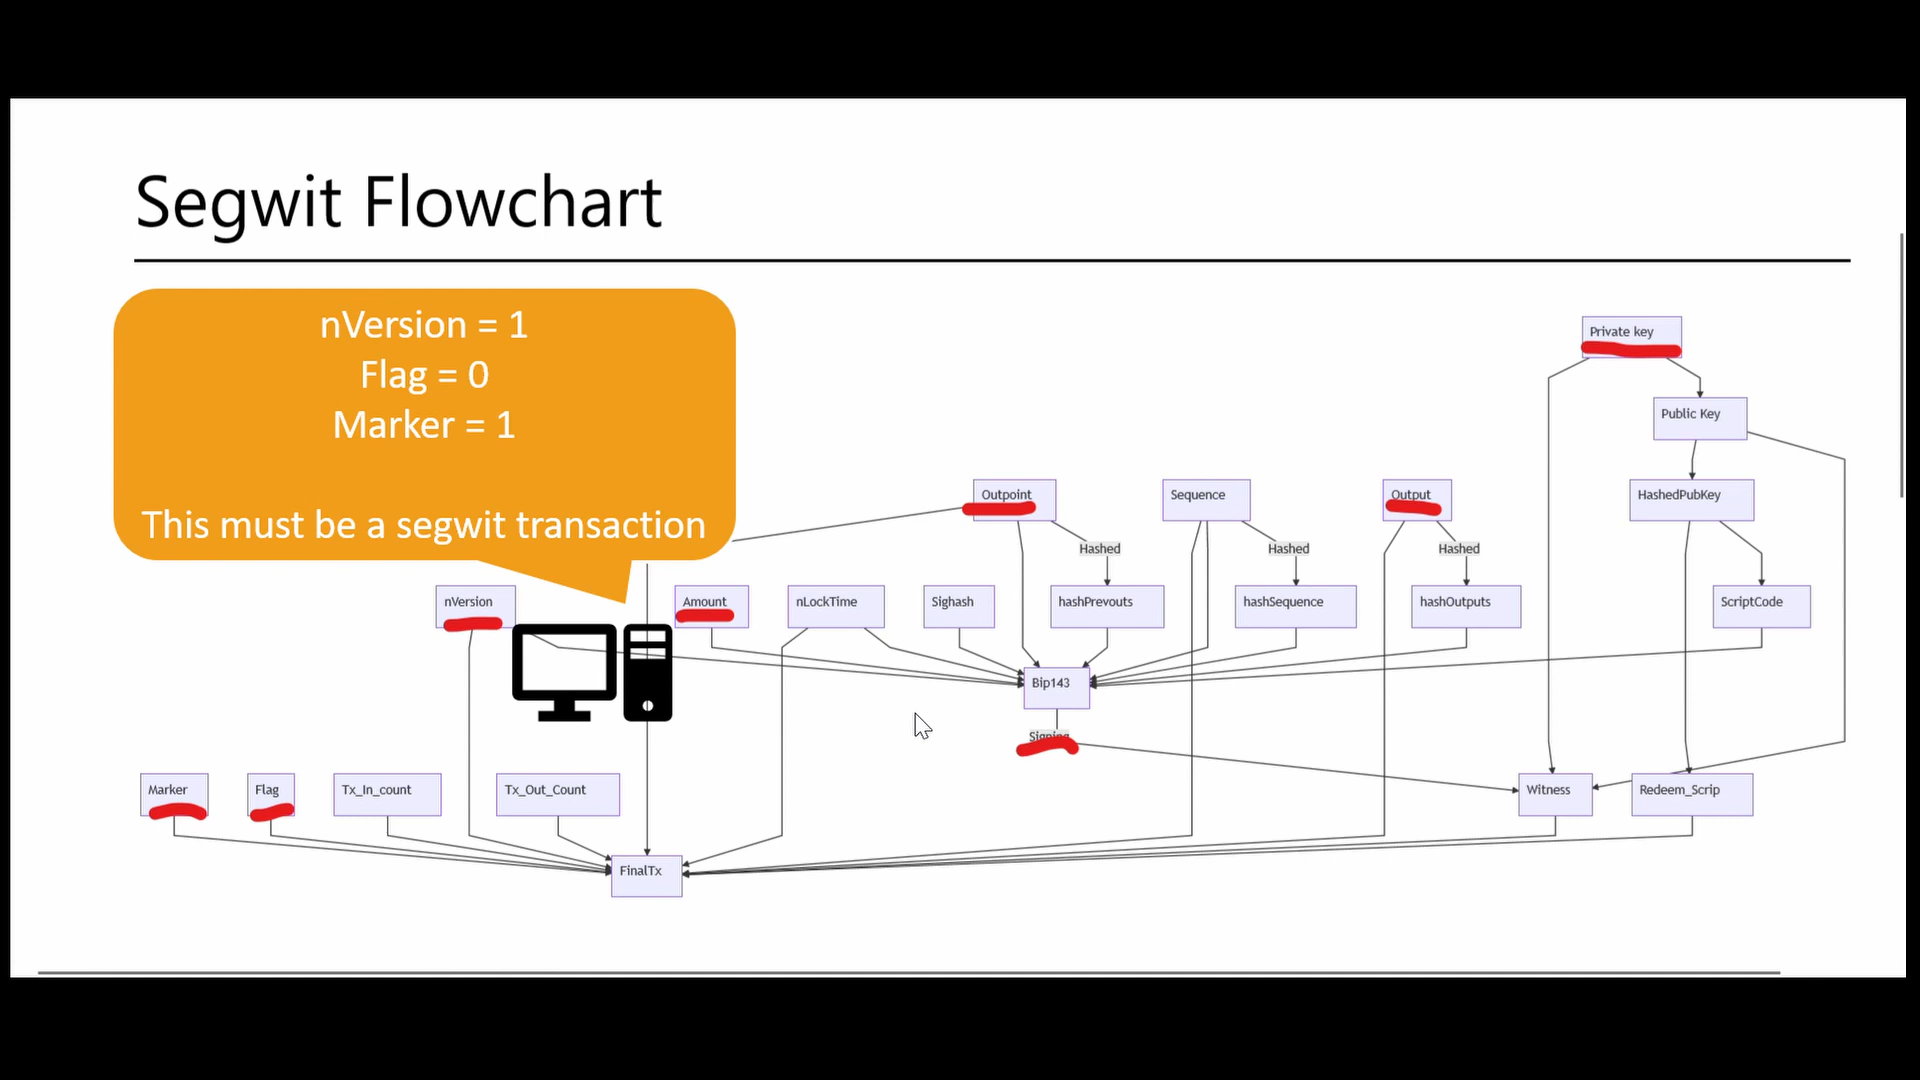 Segwit Flowchart
nVersion = 1
Flag = 0
Marker = 1
This must be a segwit transaction
Private key
Public Key
Outpoint
Sequence
Output
HashedPubKey
Hashed
Hashed
Hashed
nVersion
Amount
nLockTime
Sighash
hashPrevouts
hashSequence
hashOutputs
ScriptCode
Bip143
Signing
Marker
Flag
Tx_In_count
Tx_Out_Count
Witness
Redeem_Scrip
FinalTx